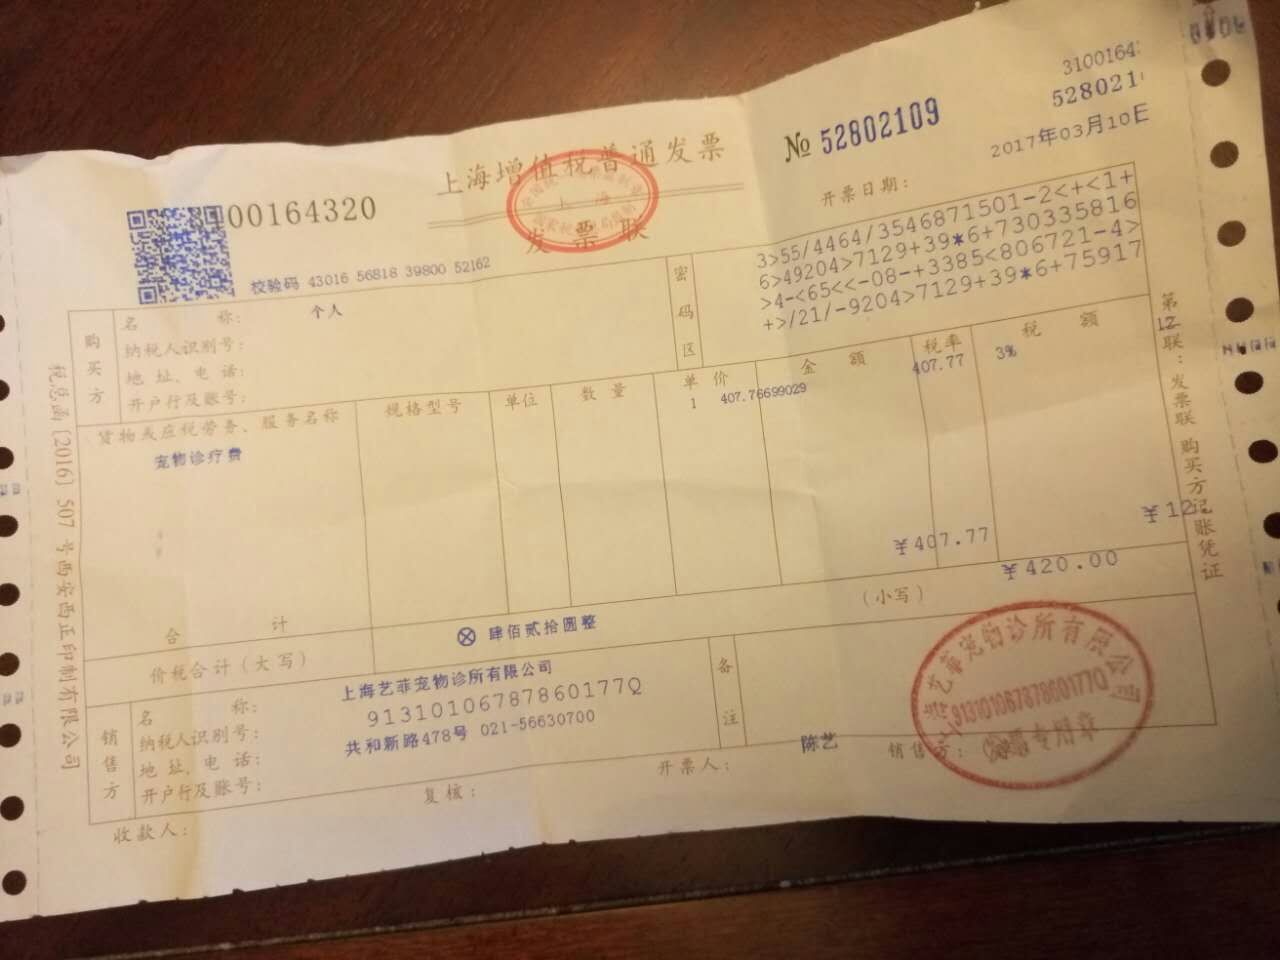 3100164
528021
上海增值税普通发票
发票联
№ 52802109
00164320
2017年03月10日
开票日期:
校验码 43016 56818 39800 52162
购买方
名 称: 个人
纳税人识别号:
地址、电话:
开户行及账号:
密码区
3>55/4464/3546871501-2<+<1+
6>49204>7129+39*6+730335816
>4-<65<<-08-+3385<806721-4>
+>/21/-9204>7129+39*6+75917
货物或应税劳务、服务名称 规格型号 单位 数量 单价 金额 税率 税额
宠物诊疗费 1 407.76699029 407.77 3% 12
合计 ¥407.77 ¥12
价税合计(大写) ⊗ 肆佰贰拾圆整 (小写) ¥420.00
销售方
名 称: 上海艺菲宠物诊所有限公司
纳税人识别号: 91310106787860177Q
地址、电话: 共和新路478号 021-56630700
开户行及账号:
备注
收款人: 复核: 开票人: 陈艺 销售方:
艺菲宠物诊所有限公
91310106787860177Q
发票专用章
第二联:发票联 购买方记账凭证
税总函[2016]507号西安西正印制有限公司
上海